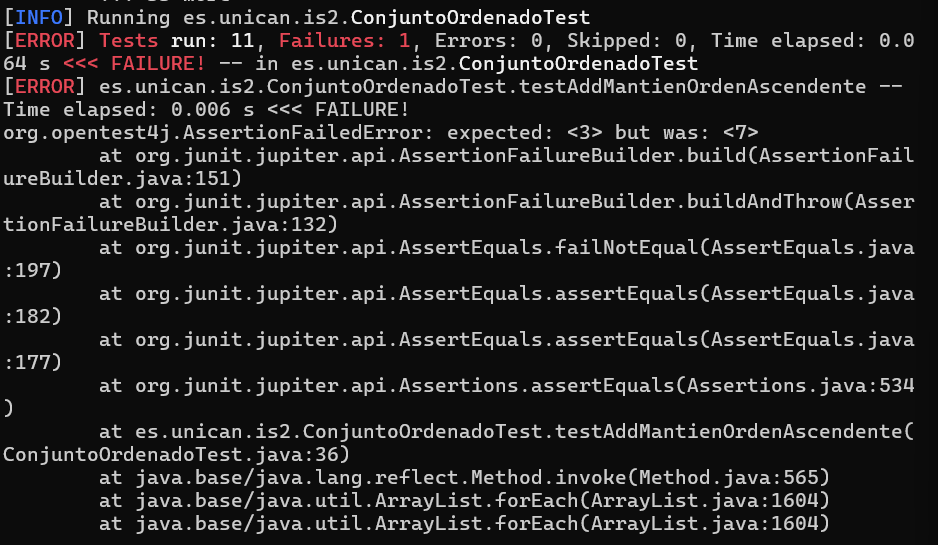 [INFO] Running es.unican.is2.ConjuntoOrdenadoTest
[ERROR] Tests run: 11, Failures: 1, Errors: 0, Skipped: 0, Time elapsed: 0.0
64 s <<< FAILURE! -- in es.unican.is2.ConjuntoOrdenadoTest
[ERROR] es.unican.is2.ConjuntoOrdenadoTest.testAddMantienOrdenAscendente --
Time elapsed: 0.006 s <<< FAILURE!
org.opentest4j.AssertionFailedError: expected: <3> but was: <7>
        at org.junit.jupiter.api.AssertionFailureBuilder.build(AssertionFail
ureBuilder.java:151)
        at org.junit.jupiter.api.AssertionFailureBuilder.buildAndThrow(Asser
tionFailureBuilder.java:132)
        at org.junit.jupiter.api.AssertEquals.failNotEqual(AssertEquals.java
:197)
        at org.junit.jupiter.api.AssertEquals.assertEquals(AssertEquals.java
:182)
        at org.junit.jupiter.api.AssertEquals.assertEquals(AssertEquals.java
:177)
        at org.junit.jupiter.api.Assertions.assertEquals(Assertions.java:534
)
        at es.unican.is2.ConjuntoOrdenadoTest.testAddMantienOrdenAscendente(
ConjuntoOrdenadoTest.java:36)
        at java.base/java.lang.reflect.Method.invoke(Method.java:565)
        at java.base/java.util.ArrayList.forEach(ArrayList.java:1604)
        at java.base/java.util.ArrayList.forEach(ArrayList.java:1604)